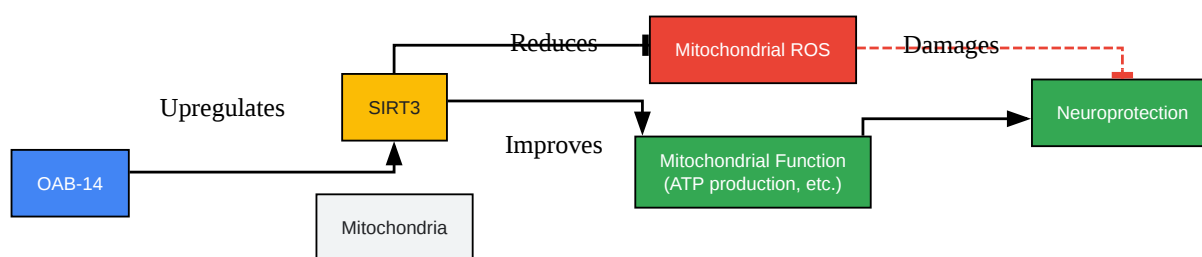 Reduces
Mitochondrial ROS
Damages
Upregulates
SIRT3
Neuroprotection
Improves
Mitochondrial Function
(ATP production, etc.)
OAB-14
Mitochondria